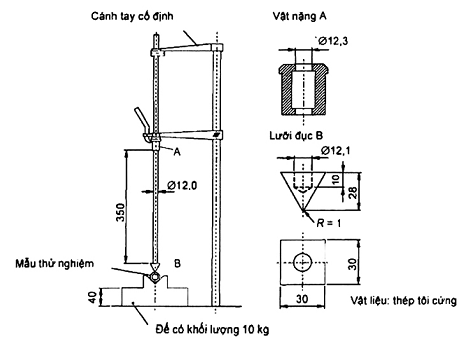 Cánh tay cố định
Vật nặng A
Ø12,3
A
Lưỡi đục B
Ø12,1
Ø12,0
350
10
28
R = 1
B
Mẫu thử nghiệm
40
30
30
Vật liệu: thép tôi cứng
Đế có khối lượng 10 kg